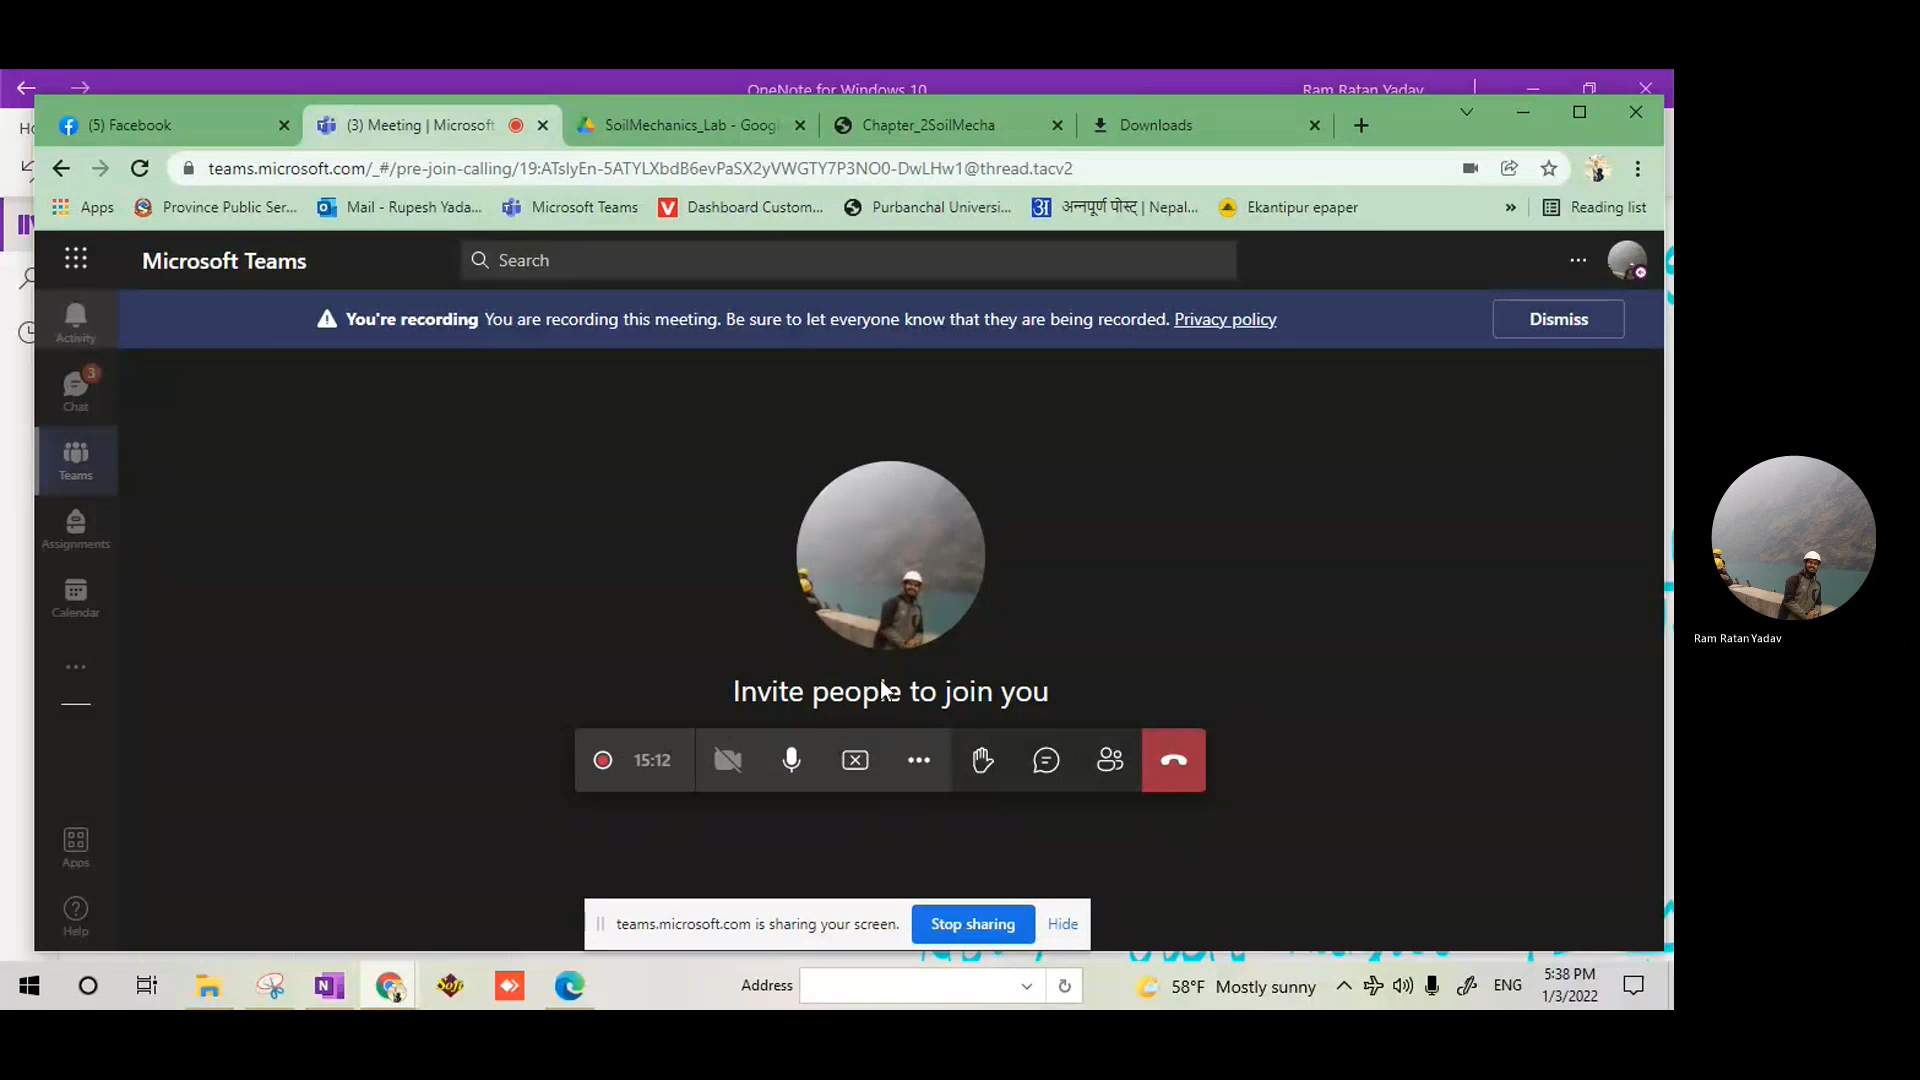 OneNote for Windows 10
Ram Ratan Yadav
(5) Facebook
(3) Meeting | Microsoft
SoilMechanics_Lab - Googl
Chapter_2SoilMecha
Downloads
teams.microsoft.com/_#/pre-join-calling/19:ATslyEn-5ATYLXbdB6evPaSX2yVWGTY7P3NO0-DwLHw1@thread.tacv2
Apps
Province Public Ser...
Mail - Rupesh Yada...
Microsoft Teams
Dashboard Custom...
Purbanchal Universi...
अन्नपूर्ण पोस्ट् | Nepal...
Ekantipur epaper
Reading list
Microsoft Teams
Search
You're recording You are recording this meeting. Be sure to let everyone know that they are being recorded. Privacy policy
Dismiss
Activity
3
Chat
Teams
Assignments
Calendar
Apps
Help
Invite people to join you
15:12
Ram Ratan Yadav
teams.microsoft.com is sharing your screen.
Stop sharing
Hide
Address
58°F Mostly sunny
ENG
5:38 PM
1/3/2022